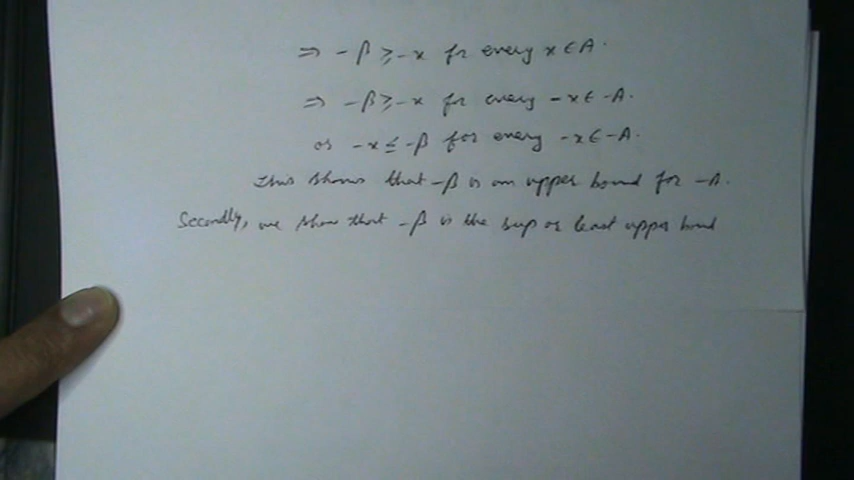 ⇒ -β ≥ -x for every x ∈ A.
⇒ -β ≥ -x for every -x ∈ -A.
or -x ≤ -β for every -x ∈ -A.
This shows that -β is an upper bound for -A.
Secondly, we show that -β is the sup or least upper bound